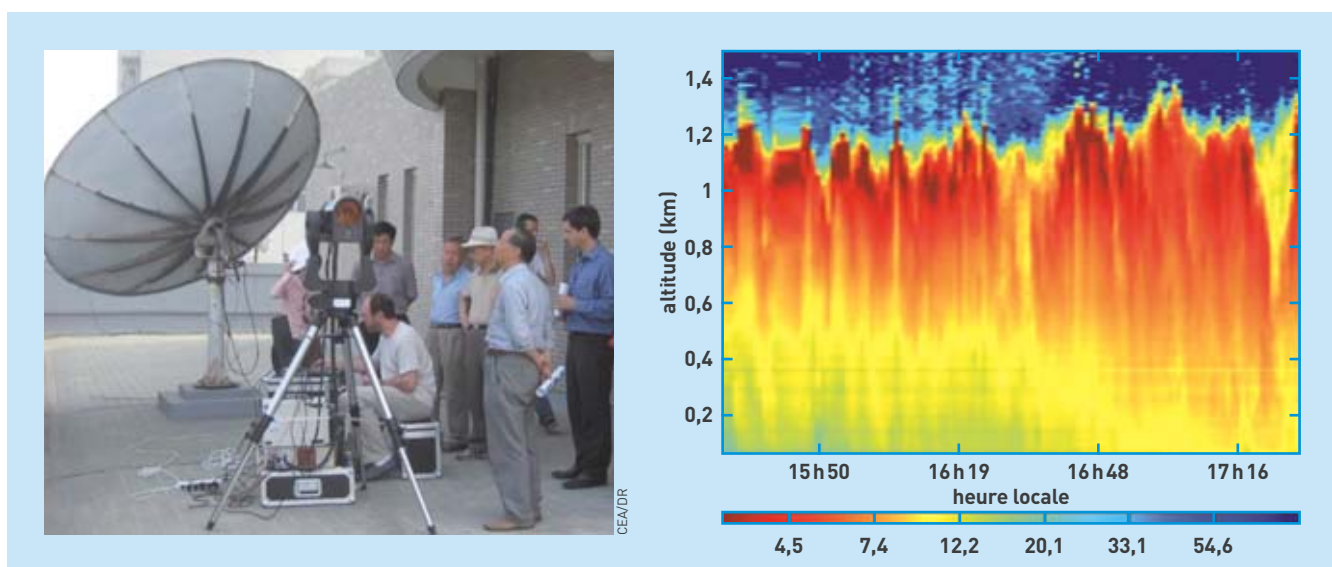 CEA/DR
altitude (km)
1,4
1,2
1
0,8
0,6
0,4
0,2
15 h 50
16 h 19
16 h 48
17 h 16
heure locale
4,5
7,4
12,2
20,1
33,1
54,6